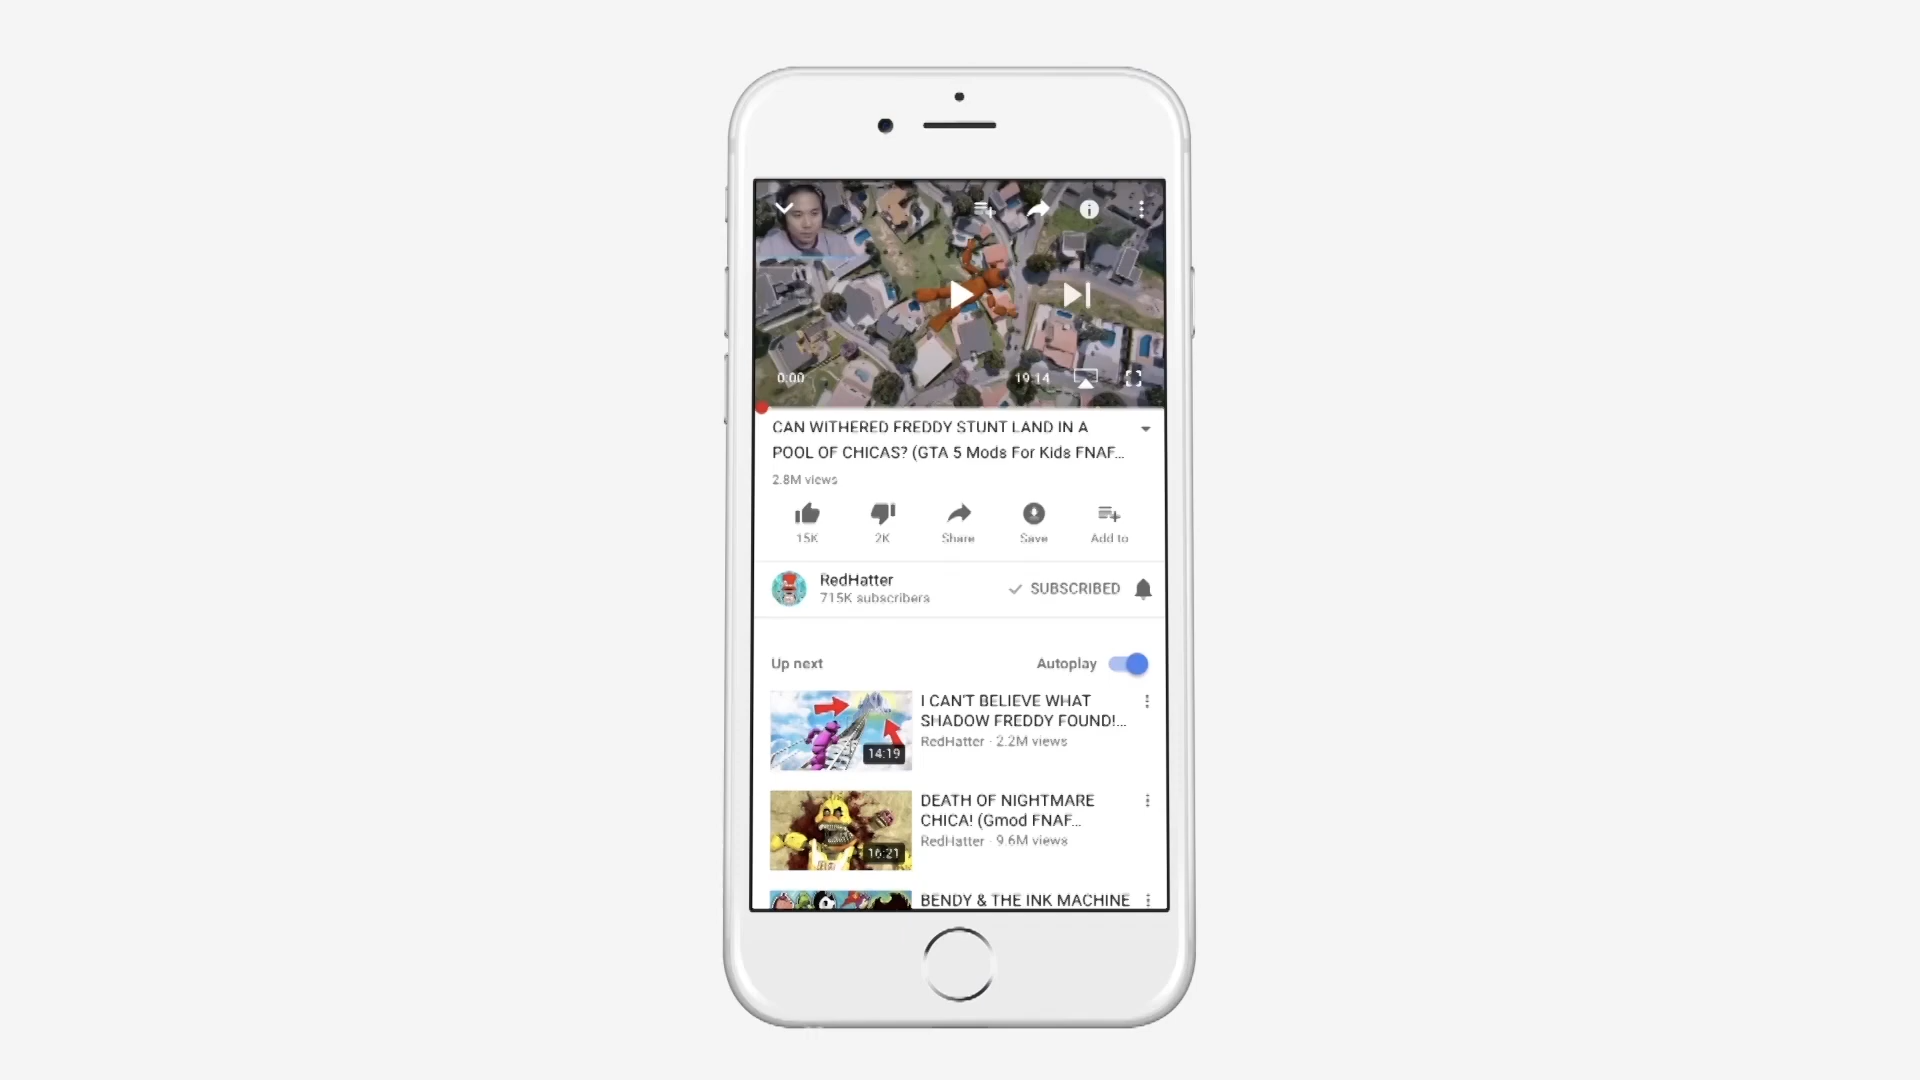 0:00
19:14
CAN WITHERED FREDDY STUNT LAND IN A
POOL OF CHICAS? (GTA 5 Mods For Kids FNAF...
2.8M views
15K
2K
Share
Save
Add to
RedHatter
715K subscribers
SUBSCRIBED
Up next
Autoplay
14:19
I CAN'T BELIEVE WHAT
SHADOW FREDDY FOUND!...
RedHatter · 2.2M views
16:21
DEATH OF NIGHTMARE
CHICA! (Gmod FNAF...
RedHatter · 9.6M views
BENDY & THE INK MACHINE